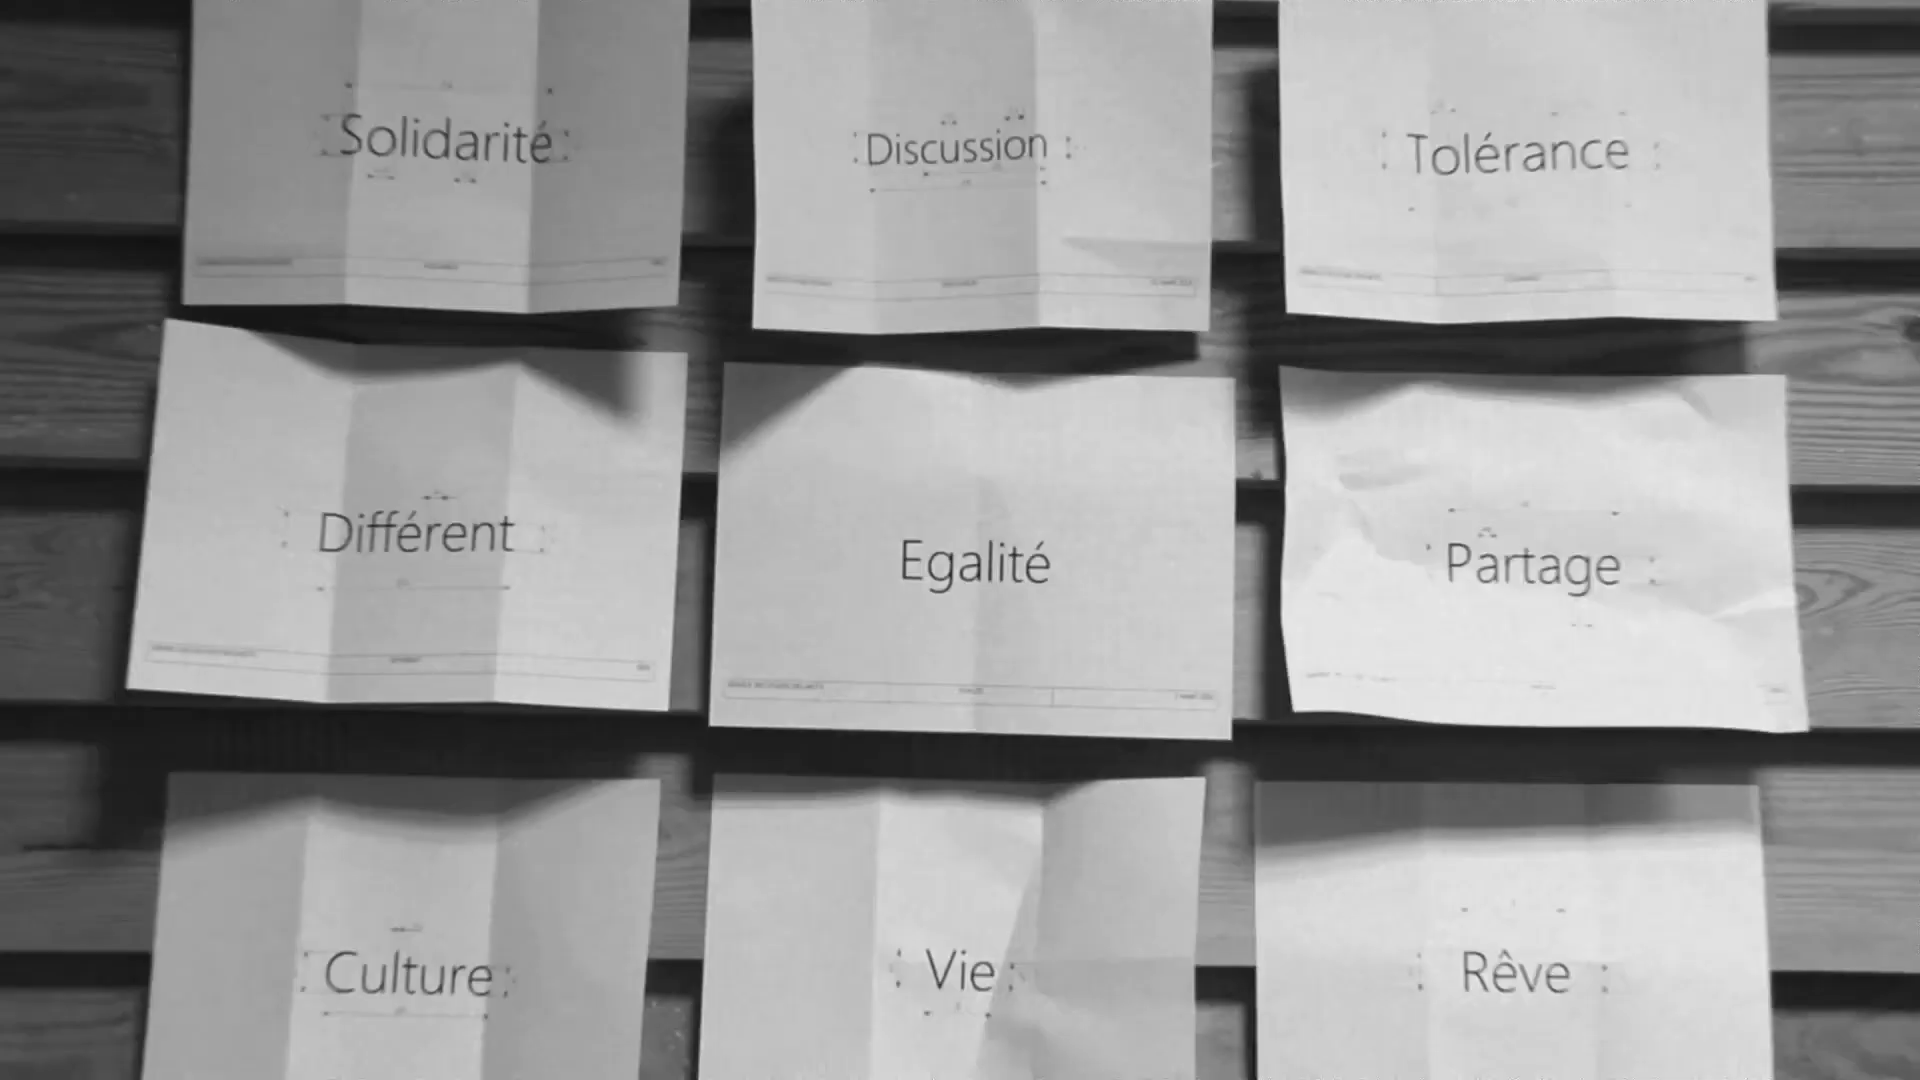 Solidarité
Discussion
Tolérance
Différent
Egalité
Partage
Culture
Vie
Rêve